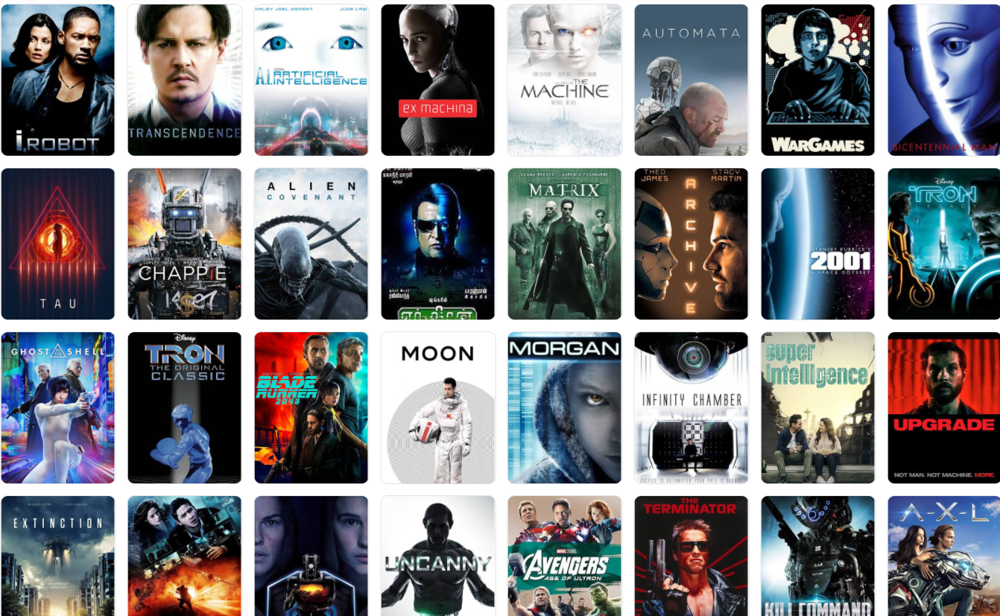 i,ROBOT
TRANSCENDENCE
HALEY JOEL OSMENT JUDE LAW
A.I. ARTIFICIAL
INTELLIGENCE
ex machina
THE
MACHINE
AUTOMATA
WARGAMES
BICENTENNIAL MAN
TAU
CHAPPiE
ALIEN
COVENANT
KEANU REEVES LAURENCE FISHBURNE
MATRIX
THEO
JAMES
STACY
MARTIN
ARCHIVE
STANLEY KUBRICK'S
2001
A SPACE ODYSSEY
Disney
TRON
LEGACY
GHOST IN THE SHELL
Disney
TRON
THE ORIGINAL
CLASSIC
BLADE
RUNNER
2049
MOON
MORGAN
INFINITY CHAMBER
JUSTICE IS AUTOMATED YOUR FATE IS SECURED
super
intelligence
UPGRADE
NOT MAN. NOT MACHINE. MORE.
EXTINCTION
UNCANNY
MARVEL STUDIOS
AVENGERS
AGE OF ULTRON
THE
TERMINATOR
KILL COMMAND
A-X-L